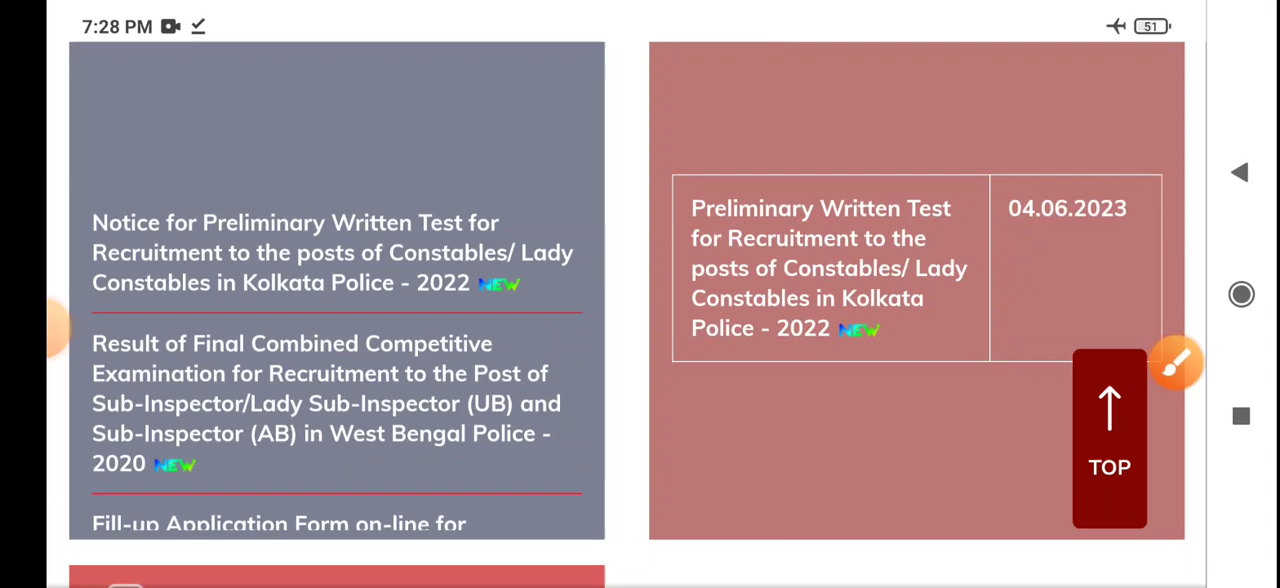 7:28 PM
51
Notice for Preliminary Written Test for
Recruitment to the posts of Constables/ Lady
Constables in Kolkata Police - 2022 NEW
Result of Final Combined Competitive
Examination for Recruitment to the Post of
Sub-Inspector/Lady Sub-Inspector (UB) and
Sub-Inspector (AB) in West Bengal Police -
2020 NEW
Fill-up Application Form on-line for
Preliminary Written Test
for Recruitment to the
posts of Constables/ Lady
Constables in Kolkata
Police - 2022 NEW
04.06.2023
TOP